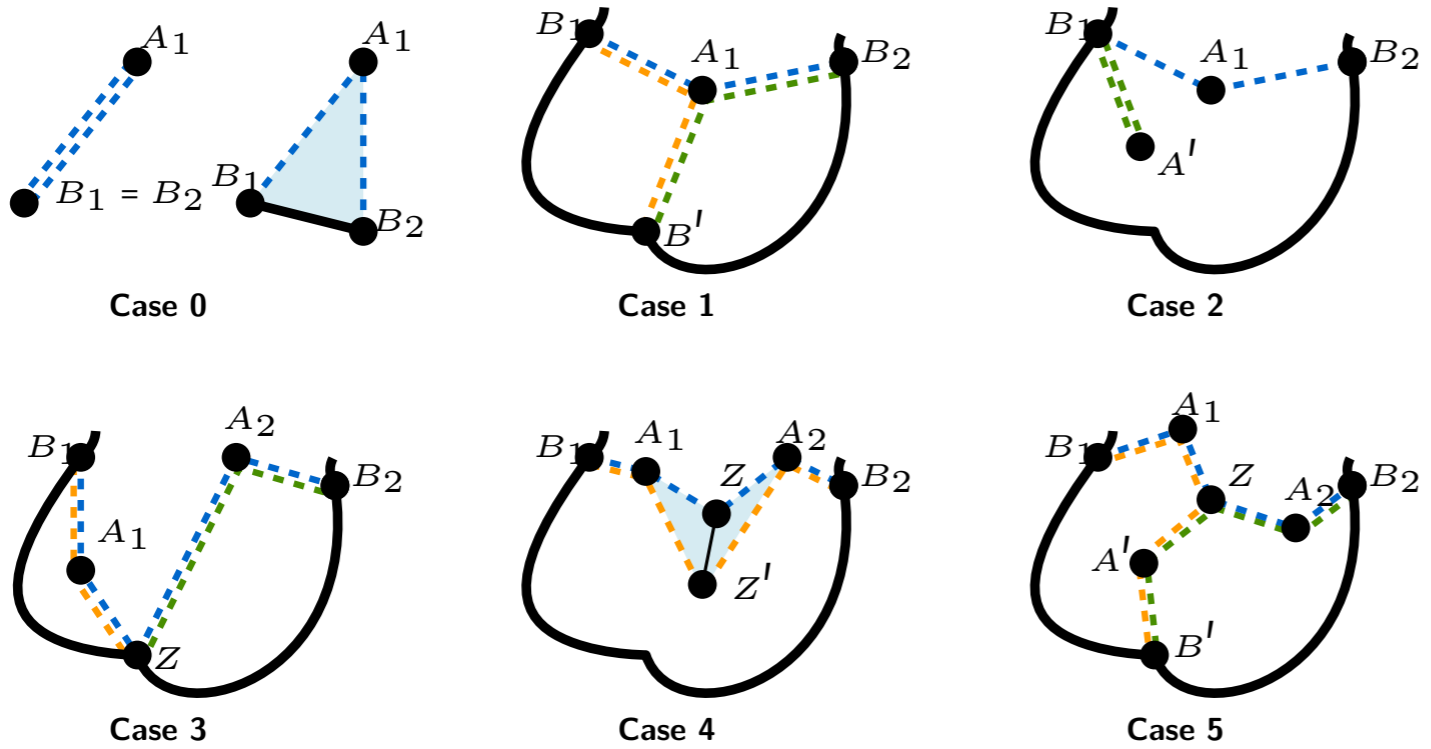 A1
B1 = B2
A1
B1
B2
Case 0
B1
A1
B2
B′
Case 1
B1
A1
B2
A′
Case 2
B1
A2
B2
A1
Z
Case 3
B1
A1
A2
Z
B2
Z′
Case 4
A1
B1
Z
A2
B2
A′
B′
Case 5